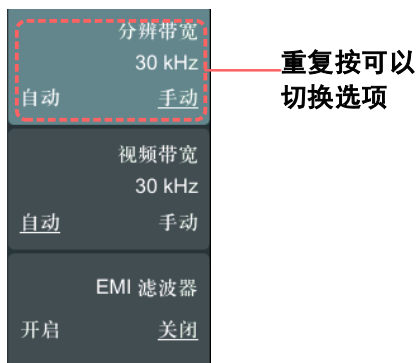 分辨带宽
30 kHz
自动 手动
重复按可以
切换选项
视频带宽
30 kHz
自动 手动
EMI 滤波器
开启 关闭